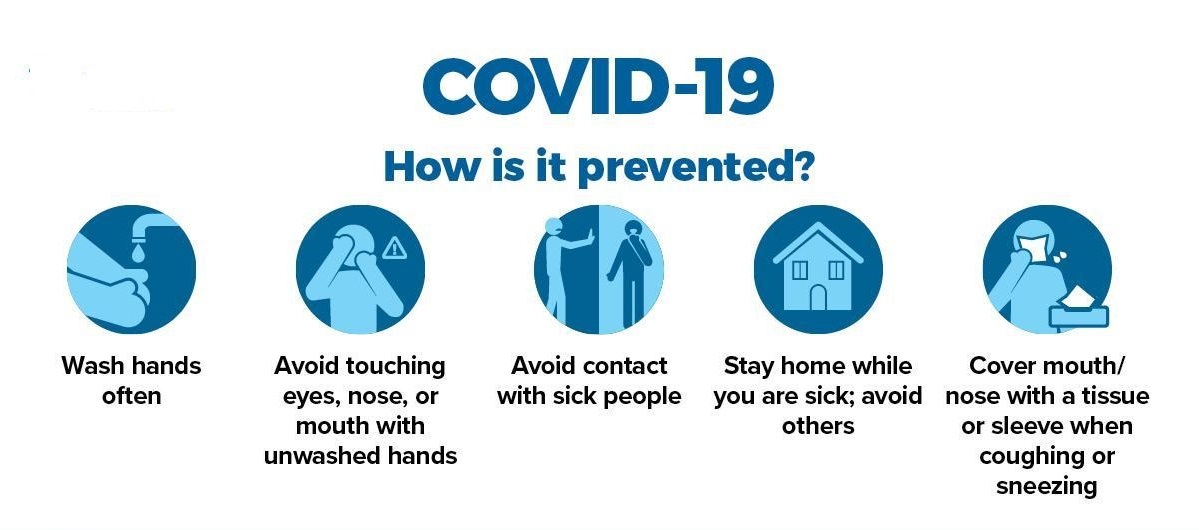 COVID-19
How is it prevented?
Wash hands
often
Avoid touching
eyes, nose, or
mouth with
unwashed hands
Avoid contact
with sick people
Stay home while
you are sick; avoid
others
Cover mouth/
nose with a tissue
or sleeve when
coughing or
sneezing